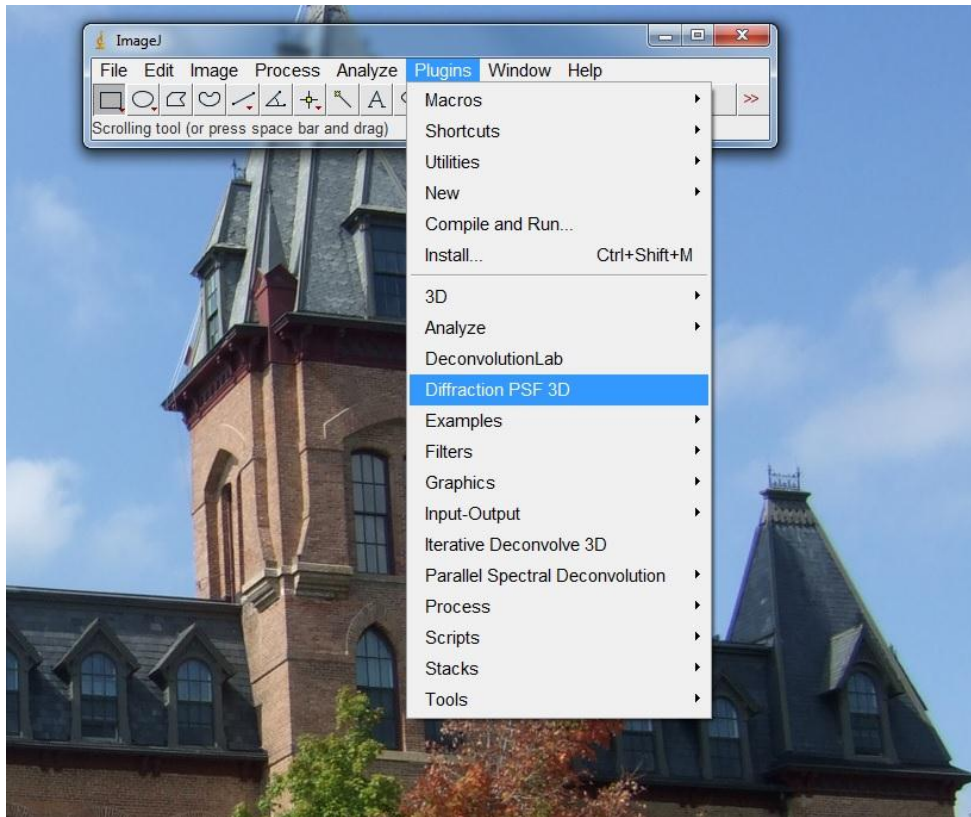 ImageJ
File Edit Image Process Analyze Plugins Window Help
A >>
Scrolling tool (or press space bar and drag)
Macros
Shortcuts
Utilities
New
Compile and Run...
Install... Ctrl+Shift+M
3D
Analyze
DeconvolutionLab
Diffraction PSF 3D
Examples
Filters
Graphics
Input-Output
Iterative Deconvolve 3D
Parallel Spectral Deconvolution
Process
Scripts
Stacks
Tools